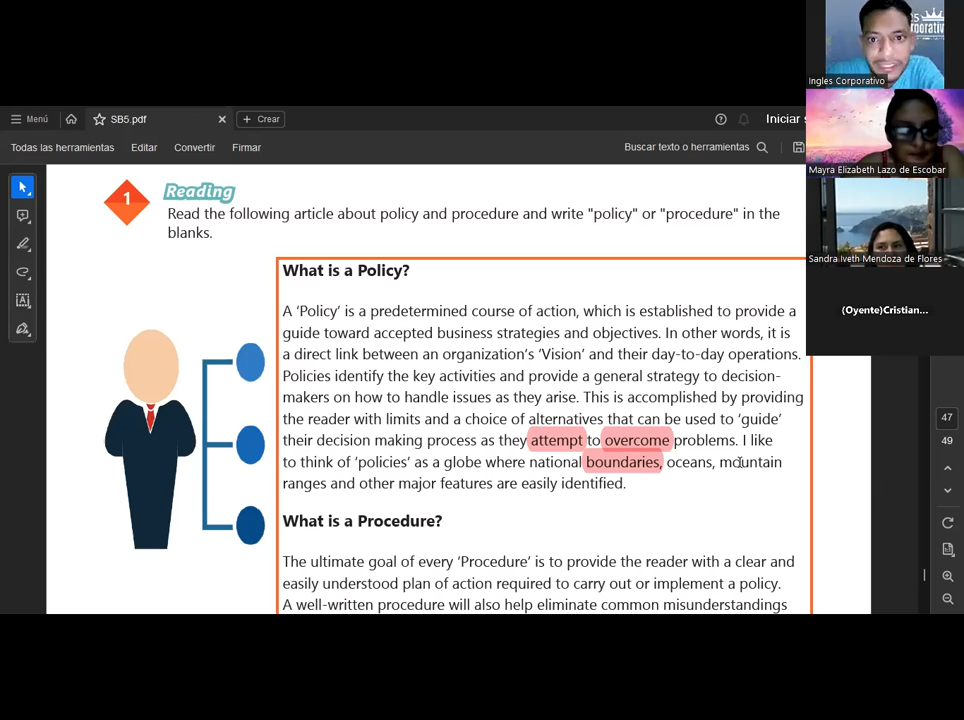 Menú
SB5.pdf
Crear
Iniciar s
Todas las herramientas
Editar
Convertir
Firmar
Buscar texto o herramientas
1
Reading
Read the following article about policy and procedure and write "policy" or "procedure" in the
blanks.
What is a Policy?
A ‘Policy’ is a predetermined course of action, which is established to provide a
guide toward accepted business strategies and objectives. In other words, it is
a direct link between an organization’s ‘Vision’ and their day-to-day operations.
Policies identify the key activities and provide a general strategy to decision-
makers on how to handle issues as they arise. This is accomplished by providing
the reader with limits and a choice of alternatives that can be used to ‘guide’
their decision making process as they attempt to overcome problems. I like
to think of ‘policies’ as a globe where national boundaries, oceans, mountain
ranges and other major features are easily identified.
What is a Procedure?
The ultimate goal of every ‘Procedure’ is to provide the reader with a clear and
easily understood plan of action required to carry out or implement a policy.
A well-written procedure will also help eliminate common misunderstandings
47
49
Ingles Corporativo
Mayra Elizabeth Lazo de Escobar
Sandra Iveth Mendoza de Flores
(Oyente)Cristian...